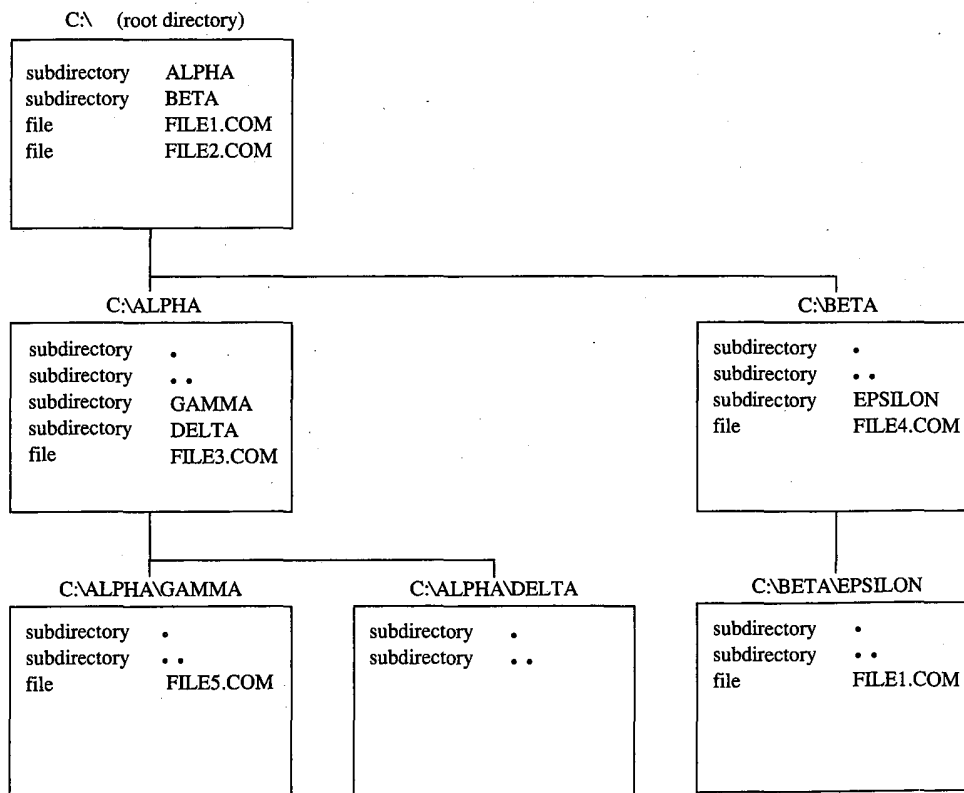 C:\ (root directory)
subdirectory ALPHA
subdirectory BETA
file FILE1.COM
file FILE2.COM
C:\ALPHA
subdirectory .
subdirectory ..
subdirectory GAMMA
subdirectory DELTA
file FILE3.COM
C:\BETA
subdirectory .
subdirectory ..
subdirectory EPSILON
file FILE4.COM
C:\ALPHA\GAMMA
subdirectory .
subdirectory ..
file FILE5.COM
C:\ALPHA\DELTA
subdirectory .
subdirectory ..
C:\BETA\EPSILON
subdirectory .
subdirectory ..
file FILE1.COM